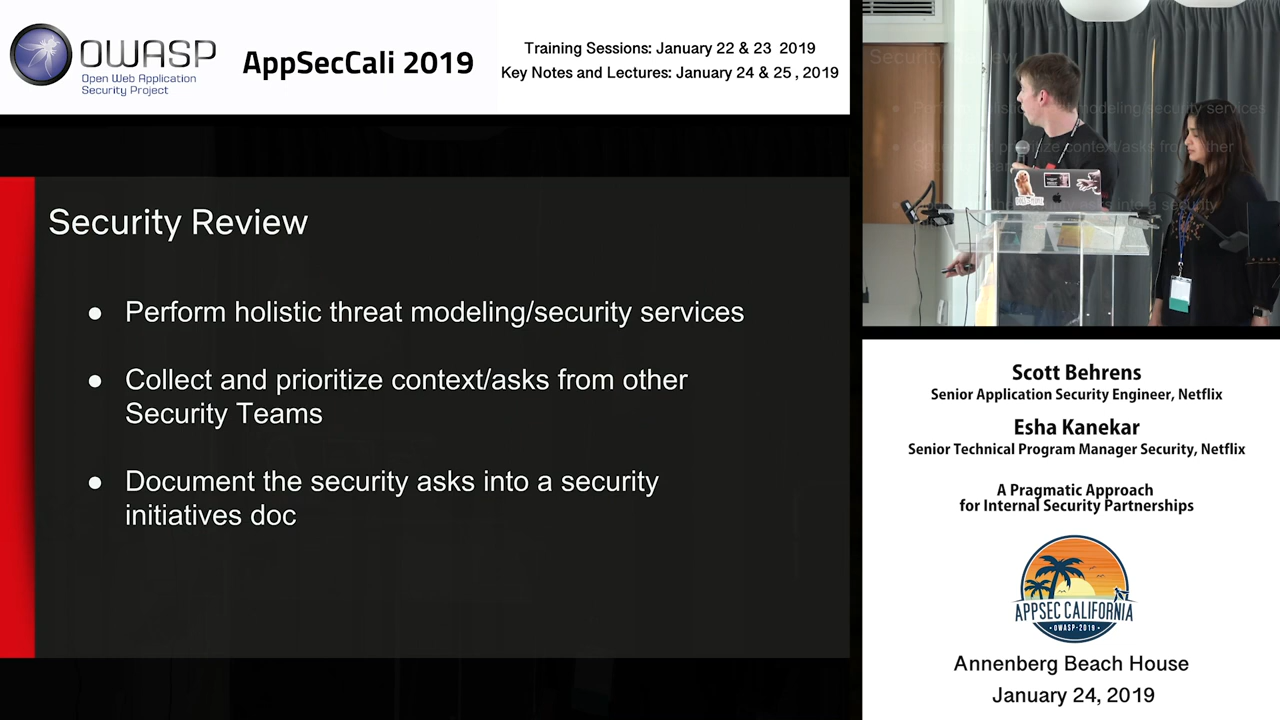 OWASP
Open Web Application
Security Project
AppSecCali 2019
Training Sessions: January 22 & 23 2019
Key Notes and Lectures: January 24 & 25 , 2019
Security Review
● Perform holistic threat modeling/security services
● Collect and prioritize context/asks from other
Security Teams
● Document the security asks into a security
initiatives doc
Scott Behrens
Senior Application Security Engineer, Netflix
Esha Kanekar
Senior Technical Program Manager Security, Netflix
A Pragmatic Approach
for Internal Security Partnerships
APPSEC CALIFORNIA
OWASP-2019
Annenberg Beach House
January 24, 2019